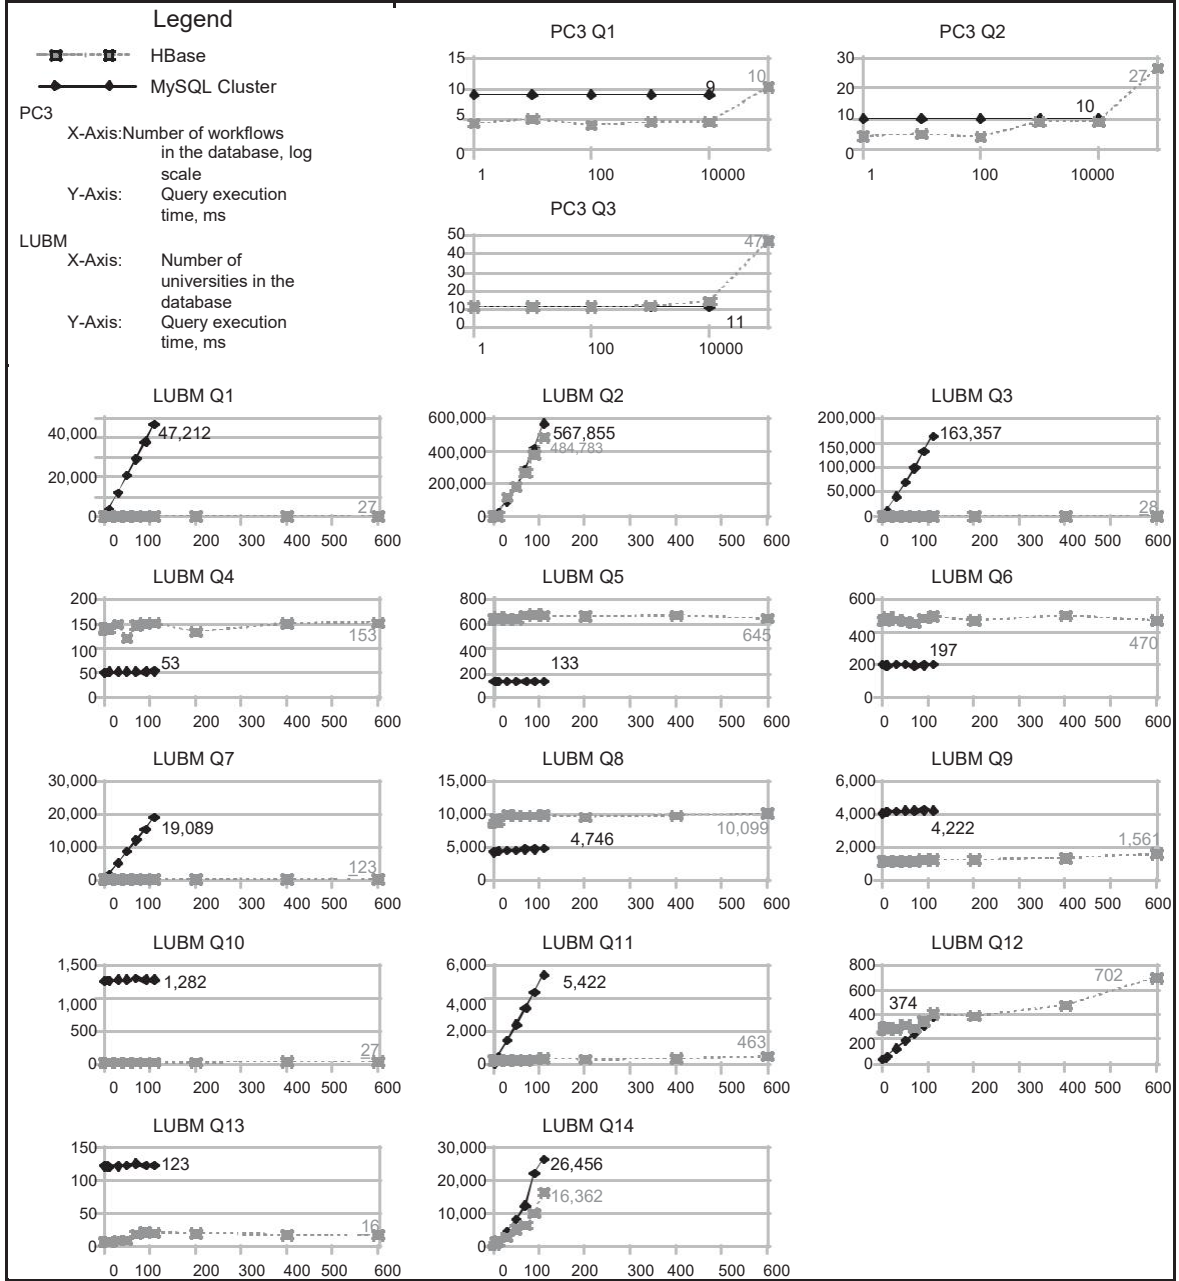 Legend
HBase
MySQL Cluster
PC3
X-Axis:Number of workflows
in the database, log
scale
Y-Axis: Query execution
time, ms
LUBM
X-Axis: Number of
universities in the
database
Y-Axis: Query execution
time, ms
PC3 Q1
15
10
5
0
9
10
1 100 10000
PC3 Q2
30
20
10
0
10
27
1 100 10000
PC3 Q3
50
40
30
20
10
0
47
11
1 100 10000
LUBM Q1
40,000
20,000
0
47,212
27
0 100 200 300 400 500 600
LUBM Q2
600,000
400,000
200,000
0
567,855
484,783
0 100 200 300 400 500 600
LUBM Q3
200,000
150,000
100,000
50,000
0
163,357
28
0 100 200 300 400 500 600
LUBM Q4
200
150
100
50
0
153
53
0 100 200 300 400 500 600
LUBM Q5
800
600
400
200
0
645
133
0 100 200 300 400 500 600
LUBM Q6
600
400
200
0
470
197
0 100 200 300 400 500 600
LUBM Q7
30,000
20,000
10,000
0
19,089
123
0 100 200 300 400 500 600
LUBM Q8
15,000
10,000
5,000
0
10,099
4,746
0 100 200 300 400 500 600
LUBM Q9
6,000
4,000
2,000
0
4,222
1,561
0 100 200 300 400 500 600
LUBM Q10
1,500
1,000
500
0
1,282
27
0 100 200 300 400 500 600
LUBM Q11
6,000
4,000
2,000
0
5,422
463
0 100 200 300 400 500 600
LUBM Q12
800
600
400
200
0
702
374
0 100 200 300 400 500 600
LUBM Q13
150
100
50
0
123
16
0 100 200 300 400 500 600
LUBM Q14
30,000
20,000
10,000
0
26,456
16,362
0 100 200 300 400 500 600